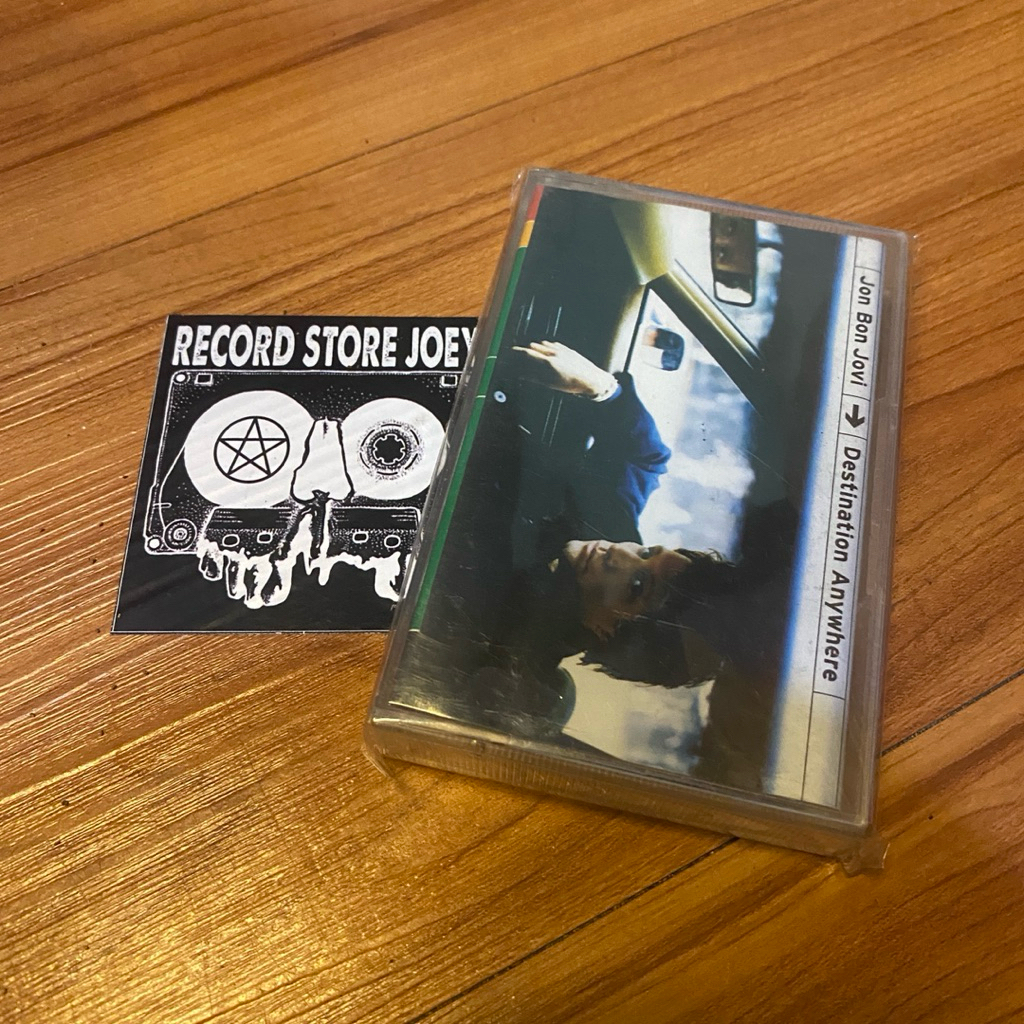 RECORD STORE JOEY
Jon Bon Jovi → Destination Anywhere